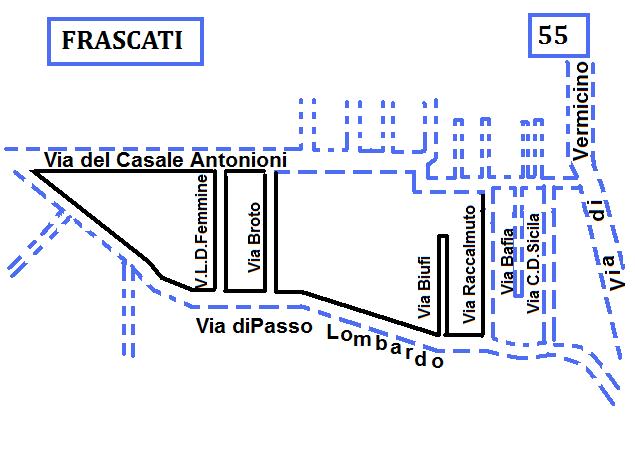 FRASCATI
55
Vermicino
Via del Casale Antonioni
V.L.D.Femmine
Via Broto
Via Biufi
Via Raccalmuto
Via Bafia
Via C.D.Sicila
Via di
Via diPasso Lombardo